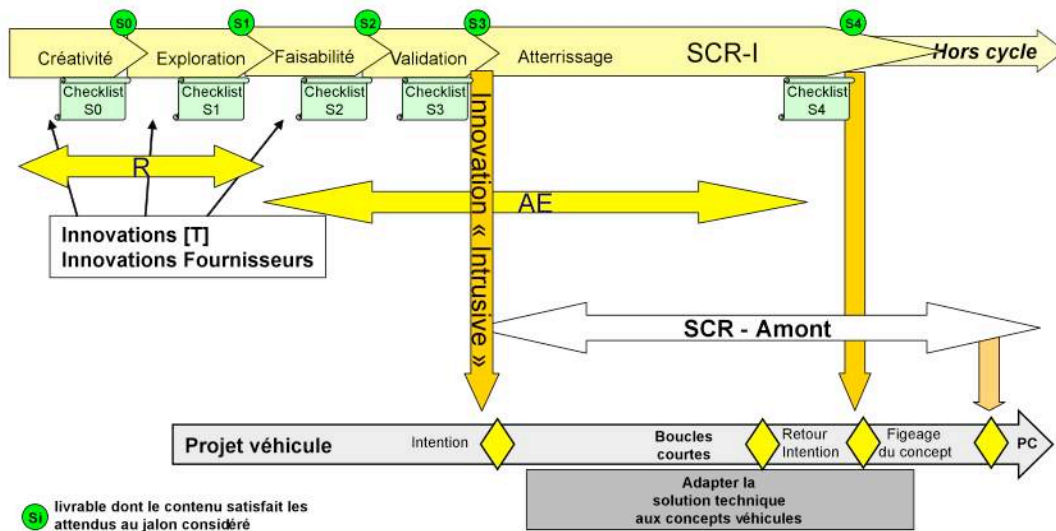 S0
S1
S2
S3
S4
Créativité
Exploration
Faisabilité
Validation
Atterrissage
SCR-I
Hors cycle
Checklist
S0
Checklist
S1
Checklist
S2
Checklist
S3
Checklist
S4
Innovation « Intrusive »
R
AE
Innovations [T]
Innovations Fournisseurs
SCR - Amont
Projet véhicule
Intention
Boucles
courtes
Retour
Intention
Figeage
du concept
PC
Adapter la
solution technique
aux concepts véhicules
Si
livrable dont le contenu satisfait les
attendus au jalon considéré